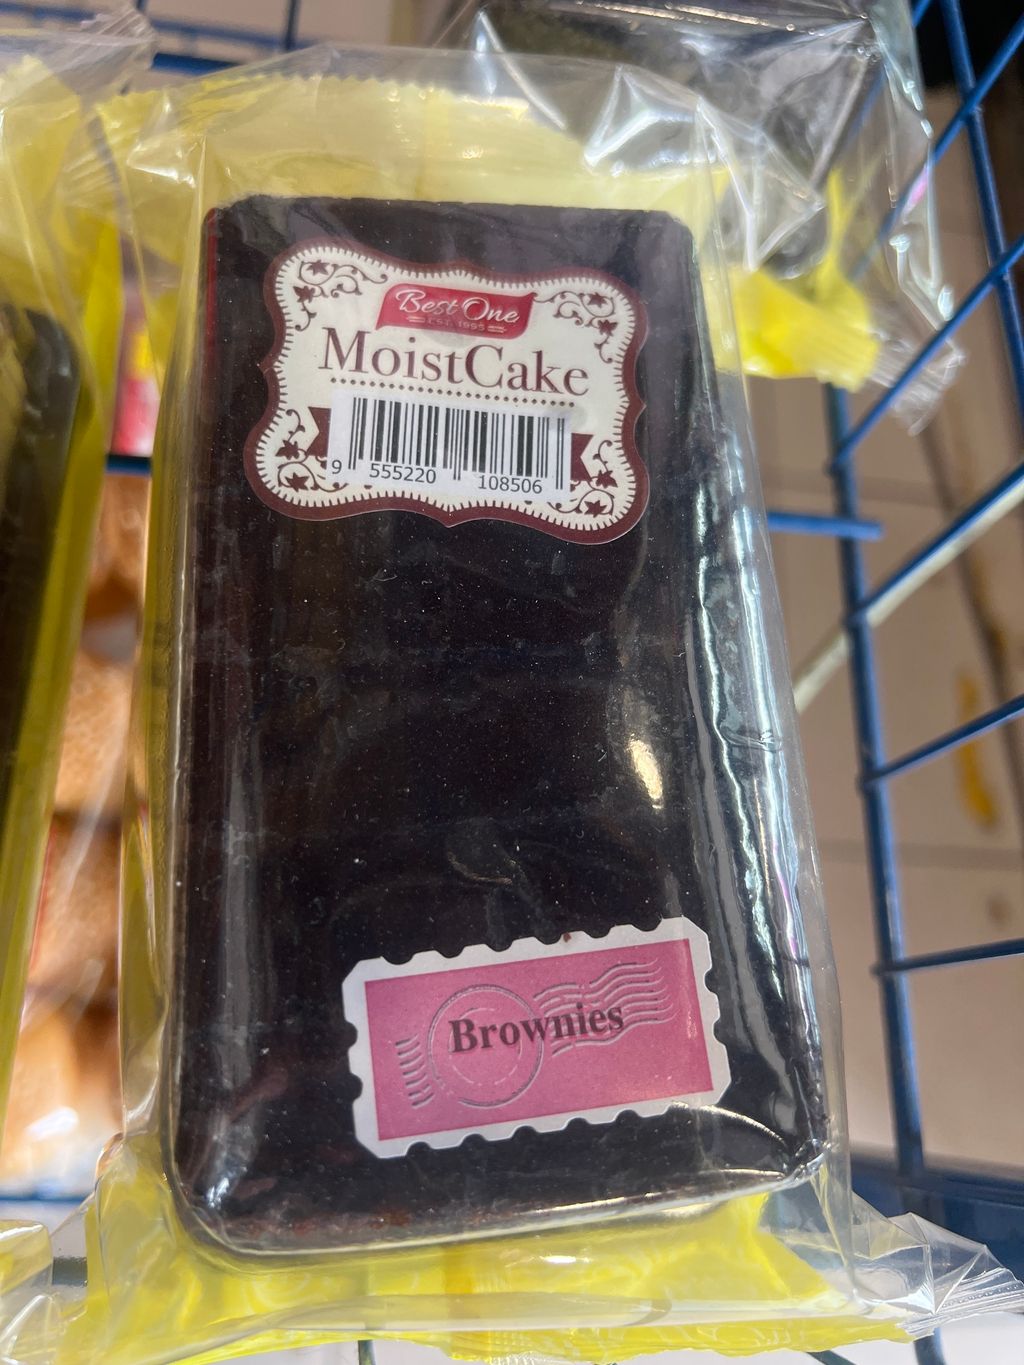 Best One
EST. 1995
MoistCake
9 555220 108506
Brownies